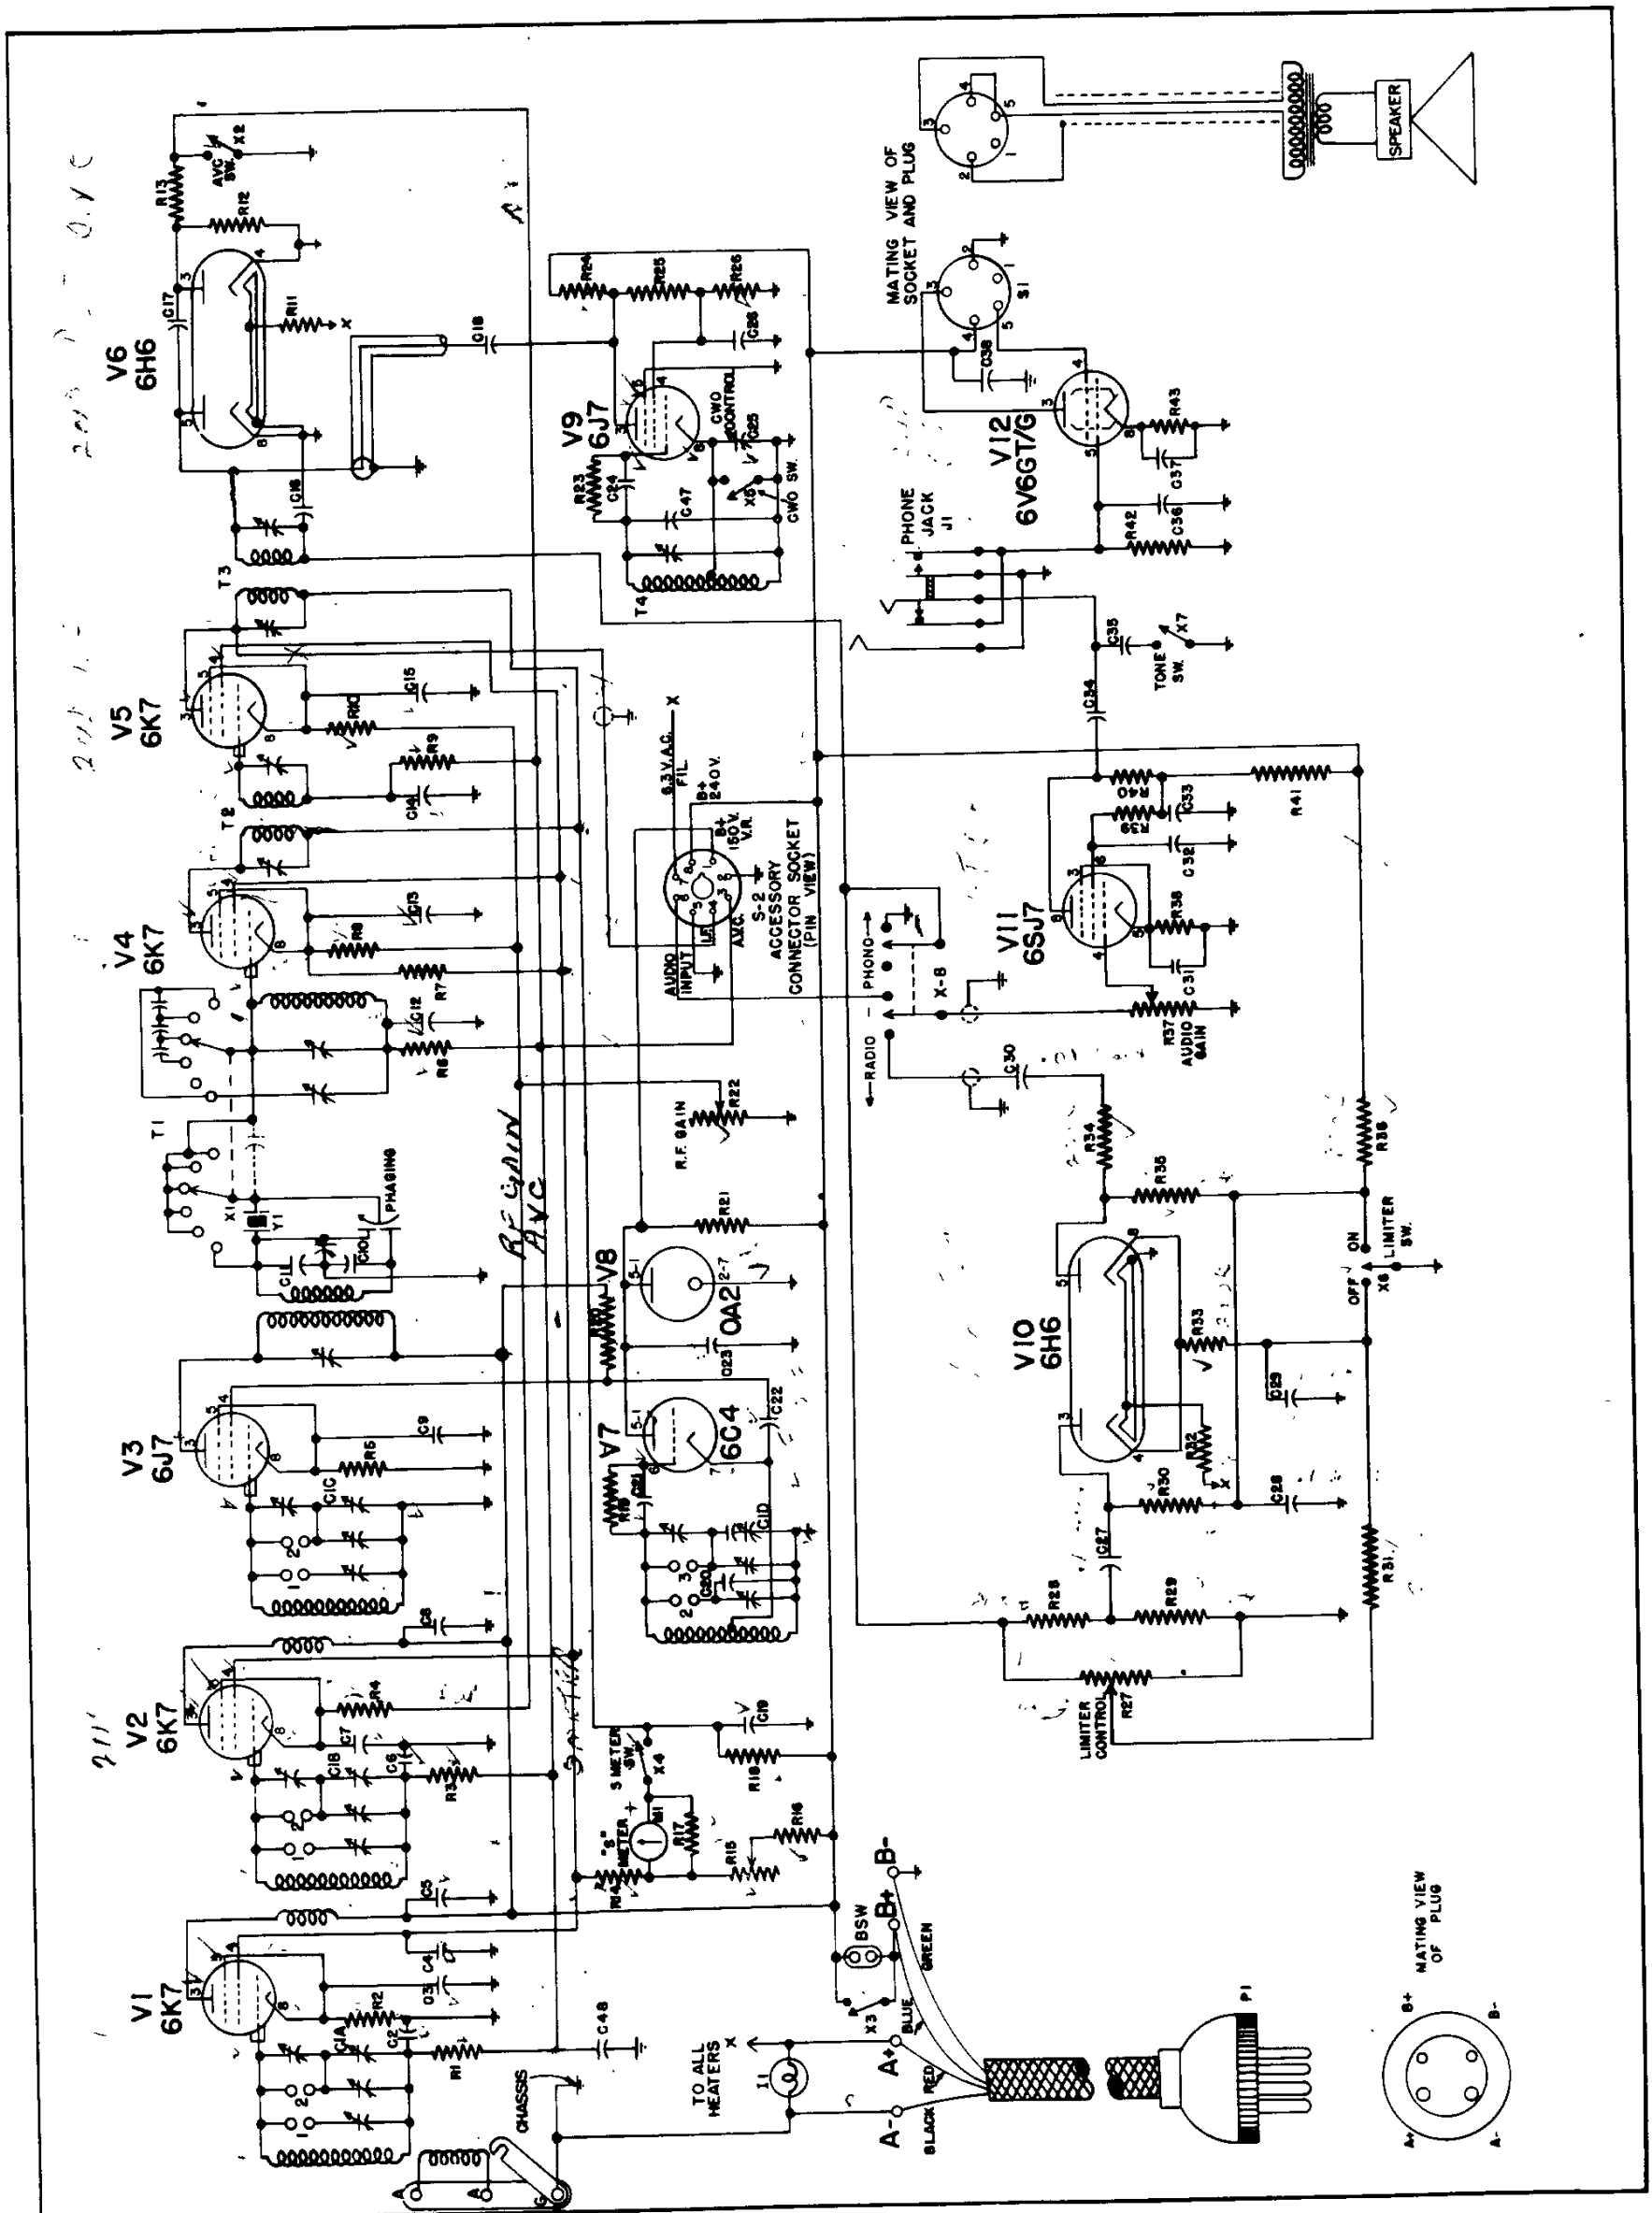 V1
6K7
V2
6K7
V3
6J7
V4
6K7
V5
6K7
V6
6H6
T1
T2
T3
X1
Y1
PHASING
C1A
C2
R1
R2
C3
C4
C5
C48
CHASSIS
A
A
G
C1B
C6
C7
R3
R4
C8
C1C
R5
C9
C11
C10
R6
C12
R7
R8
C13
C14
R9
R10
C15
C16
C17
R11
X
R12
R13
AVC
SW.
X2
RF GAIN
AVC
"S"
METER
M1
S METER
SW.
X4
R14
R15
R16
R17
R18
C19
V7
6C4
R19
C20
C21
C22
C1D
C23
V8
OA2
R20
R21
R.F. GAIN
R22
AUDIO
INPUT
I.F.
A.V.C.
6.3 V.A.C.
FIL.
X
B+
240V.
B+
150V.
V.R.
S-2
ACCESSORY
CONNECTOR SOCKET
(PIN VIEW)
T4
V9
6J7
R23
C24
C47
X5
CWO SW.
CWO
CONTROL
C25
C18
R24
R25
R26
C26
TO ALL
HEATERS
X
I1
X3
BSW
A-
A+
B+
B-
BLACK
RED
BLUE
GREEN
P1
MATING VIEW
OF PLUG
A+
B+
A-
B-
LIMITER
CONTROL
R27
R28
R29
C27
R30
R31
C28
V10
6H6
R32
X
R33
C29
R34
R35
R36
OFF
ON
X6
LIMITER
SW.
C30
RADIO
PHONO
X-8
R37
AUDIO
GAIN
V11
6SJ7
C31
R38
C32
R39
C33
R40
R41
C34
C35
TONE
SW.
X7
PHONE
JACK
J1
V12
6V6GT/G
R42
C36
C37
R43
C38
S1
MATING VIEW OF
SOCKET AND PLUG
SPEAKER